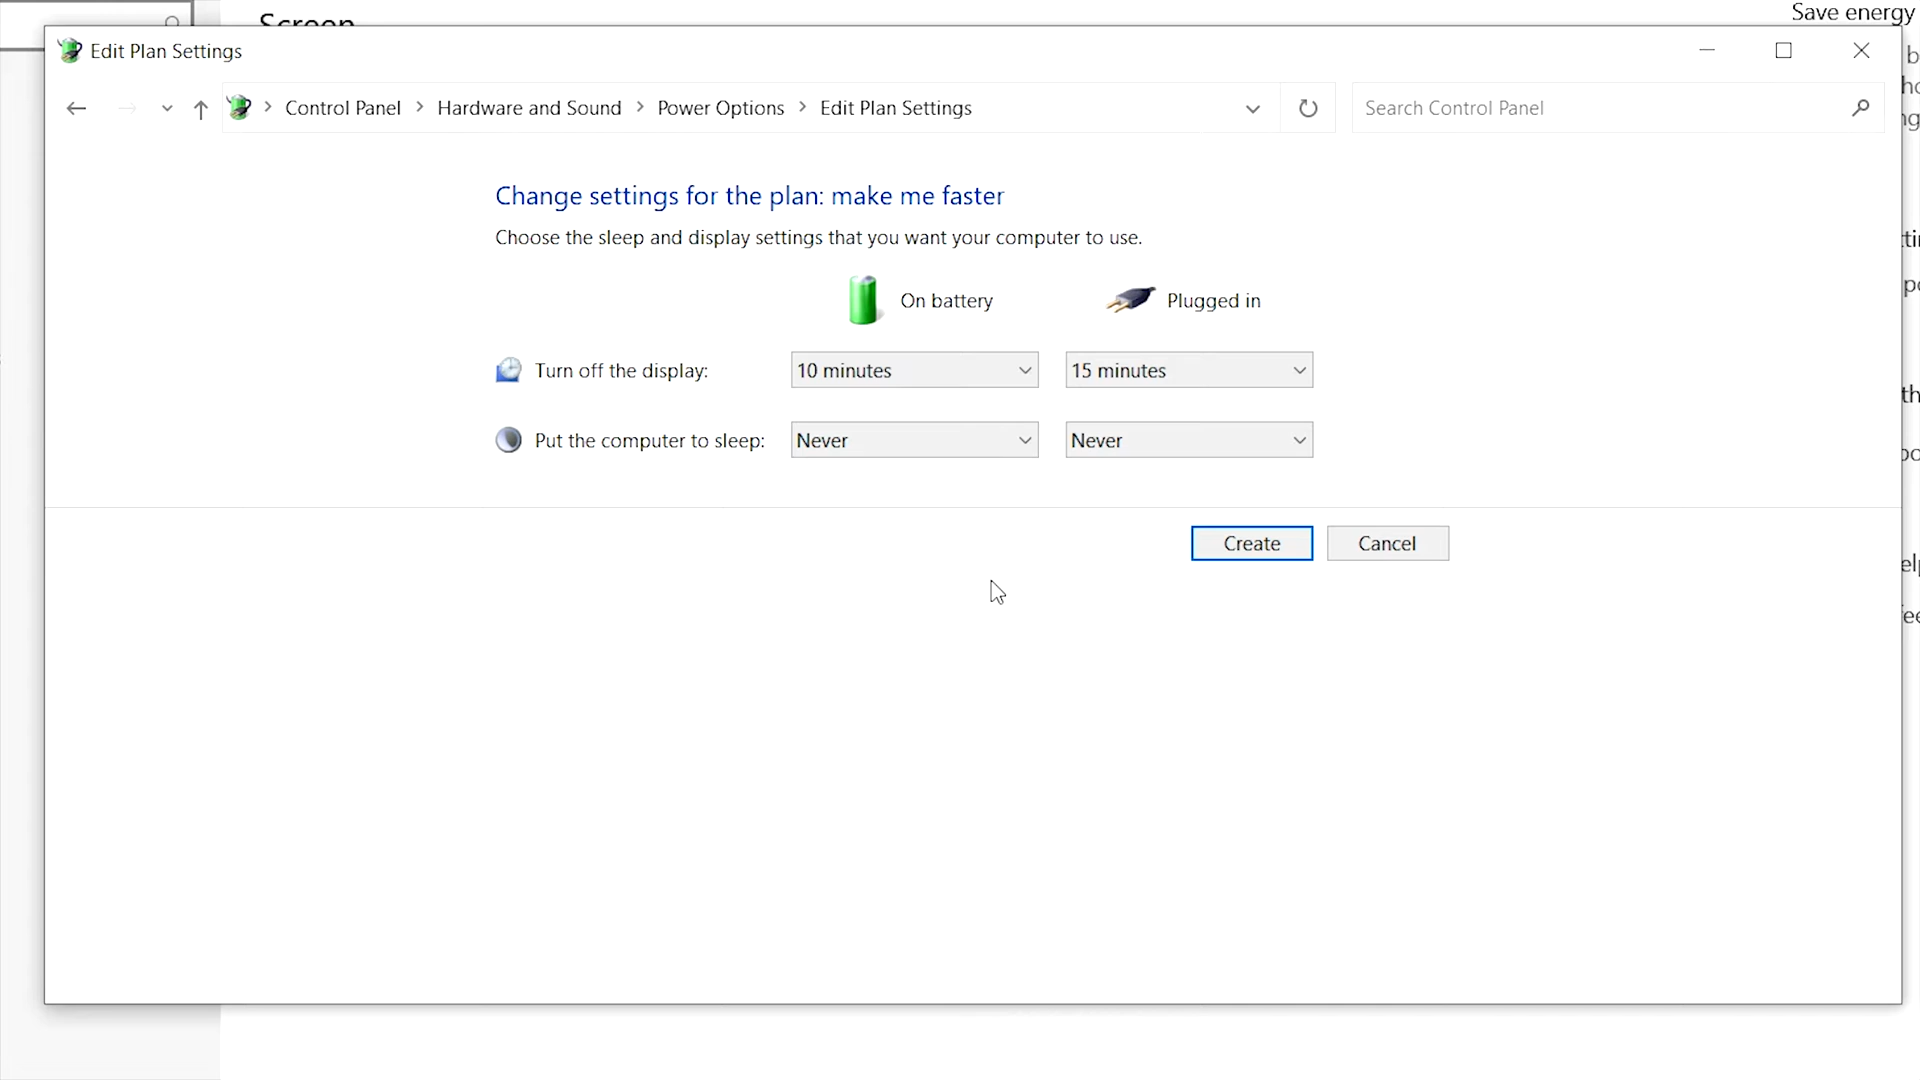 Screen
Save energy
Edit Plan Settings
Control Panel > Hardware and Sound > Power Options > Edit Plan Settings
Search Control Panel
Change settings for the plan: make me faster
Choose the sleep and display settings that you want your computer to use.
On battery
Plugged in
Turn off the display:
10 minutes
15 minutes
Put the computer to sleep:
Never
Never
Create
Cancel